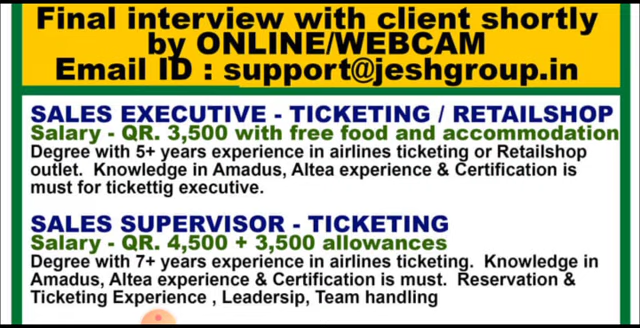 Final interview with client shortly
by ONLINE/WEBCAM
Email ID : support@jeshgroup.in
SALES EXECUTIVE - TICKETING / RETAILSHOP
Salary - QR. 3,500 with free food and accommodation
Degree with 5+ years experience in airlines ticketing or Retailshop
outlet. Knowledge in Amadus, Altea experience & Certification is
must for tickettig executive.
SALES SUPERVISOR - TICKETING
Salary - QR. 4,500 + 3,500 allowances
Degree with 7+ years experience in airlines ticketing. Knowledge in
Amadus, Altea experience & Certification is must. Reservation &
Ticketing Experience , Leadersip, Team handling